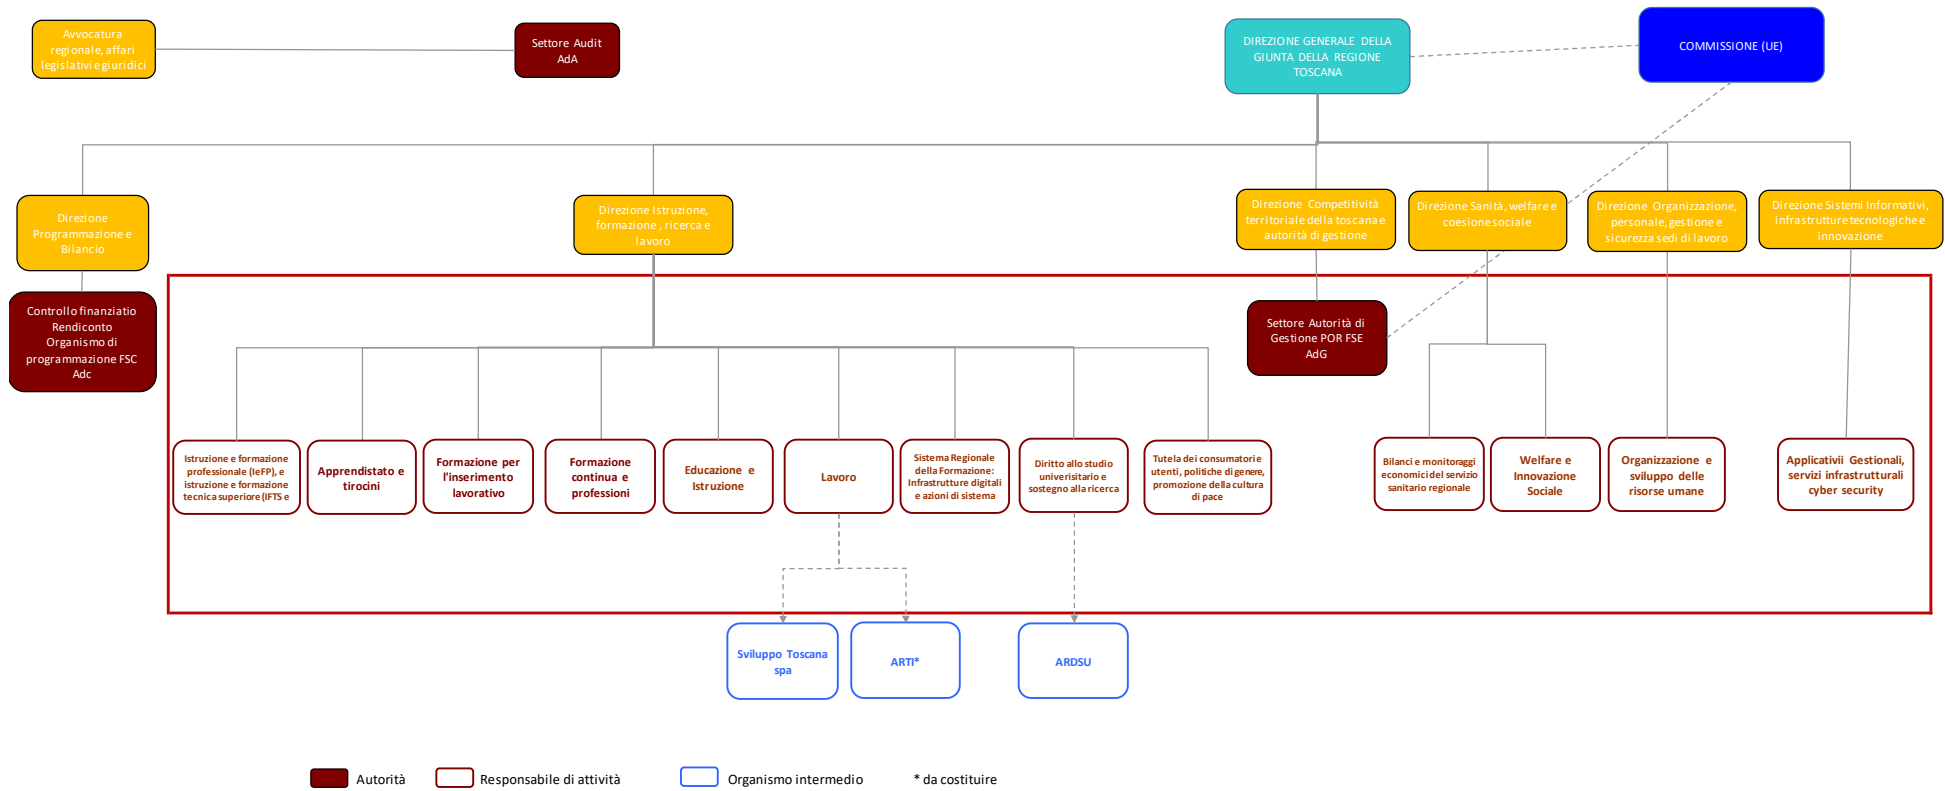 Avvocatura
regionale, affari
legislativi e giuridici
Settore Audit
AdA
DIREZIONE GENERALE DELLA
GIUNTA DELLA REGIONE
TOSCANA
COMMISSIONE (UE)
Direzione
Programmazione e
Bilancio
Direzione Istruzione,
formazione , ricerca e
lavoro
Direzione Competitività
territoriale della toscana e
autorità di gestione
Direzione Sanità, welfare e
coesione sociale
Direzione Organizzazione,
personale, gestione e
sicurezza sedi di lavoro
Direzione Sistemi Informativi,
infrastrutture tecnologiche e
innovazione
Controllo finanziatio
Rendiconto
Organismo di
programmazione FSC
Adc
Settore Autorità di
Gestione POR FSE
AdG
Istruzione e formazione
professionale (IeFP), e
istruzione e formazione
tecnica superiore (IFTS e
Apprendistato e
tirocini
Formazione per
l'inserimento
lavorativo
Formazione
continua e
professioni
Educazione e
Istruzione
Lavoro
Sistema Regionale
della Formazione:
Infrastrutture digitali
e azioni di sistema
Diritto allo studio
univerisitario e
sostegno alla ricerca
Tutela dei consumatori e
utenti, politiche di genere,
promozione della cultura
di pace
Bilanci e monitoraggi
economici del servizio
sanitario regionale
Welfare e
Innovazione
Sociale
Organizzazione e
sviluppo delle
risorse umane
Applicativii Gestionali,
servizi infrastrutturali
cyber security
Sviluppo Toscana
spa
ARTI*
ARDSU
Autorità
Responsabile di attività
Organismo intermedio
* da costituire